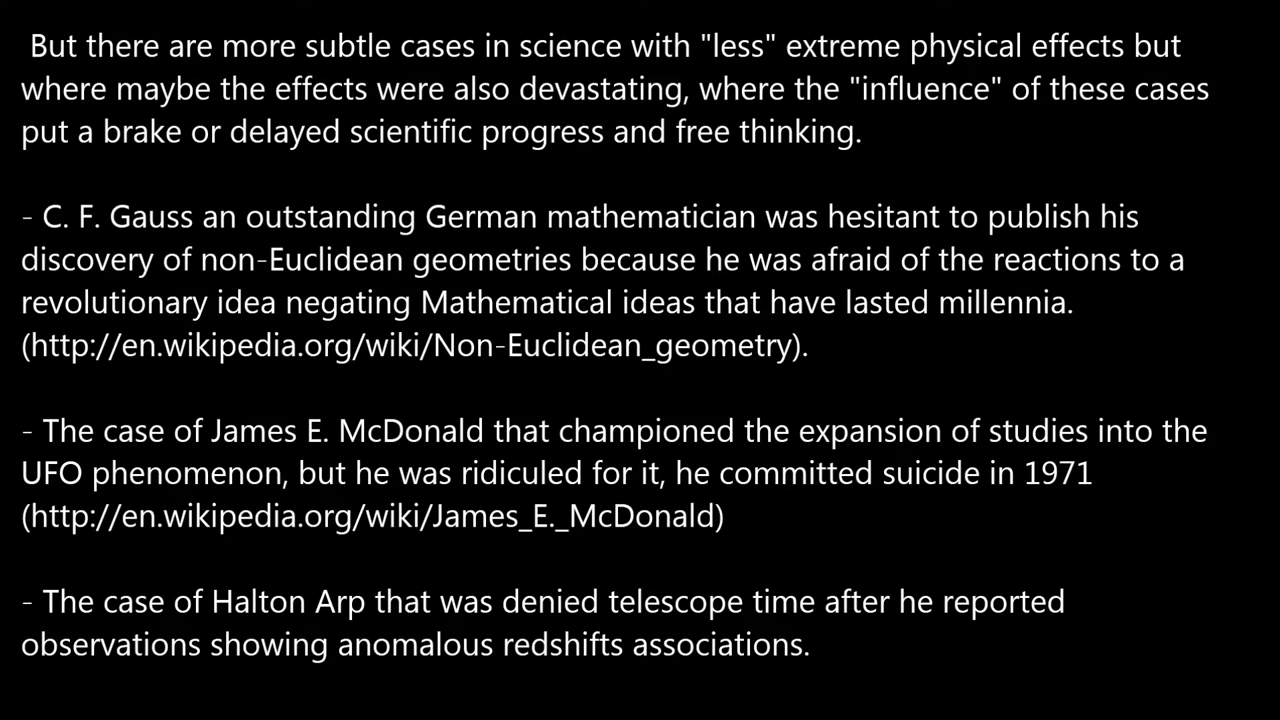 But there are more subtle cases in science with "less" extreme physical effects but
where maybe the effects were also devastating, where the "influence" of these cases
put a brake or delayed scientific progress and free thinking.
- C. F. Gauss an outstanding German mathematician was hesitant to publish his
discovery of non-Euclidean geometries because he was afraid of the reactions to a
revolutionary idea negating Mathematical ideas that have lasted millennia.
(http://en.wikipedia.org/wiki/Non-Euclidean_geometry).
- The case of James E. McDonald that championed the expansion of studies into the
UFO phenomenon, but he was ridiculed for it, he committed suicide in 1971
(http://en.wikipedia.org/wiki/James_E._McDonald)
- The case of Halton Arp that was denied telescope time after he reported
observations showing anomalous redshifts associations.